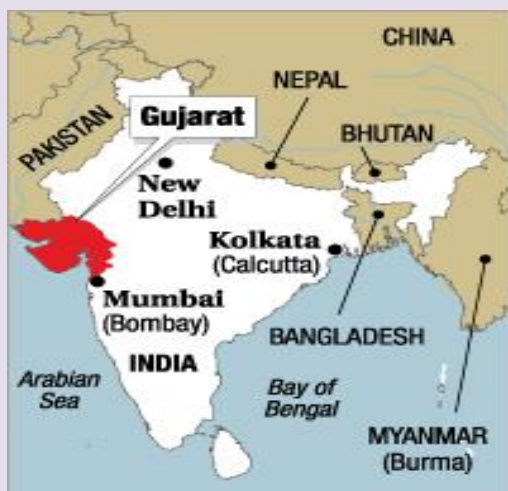 CHINA
NEPAL
PAKISTAN
Gujarat
BHUTAN
New
Delhi
Kolkata
(Calcutta)
Mumbai
(Bombay)
BANGLADESH
INDIA
Arabian
Sea
Bay of
Bengal
MYANMAR
(Burma)